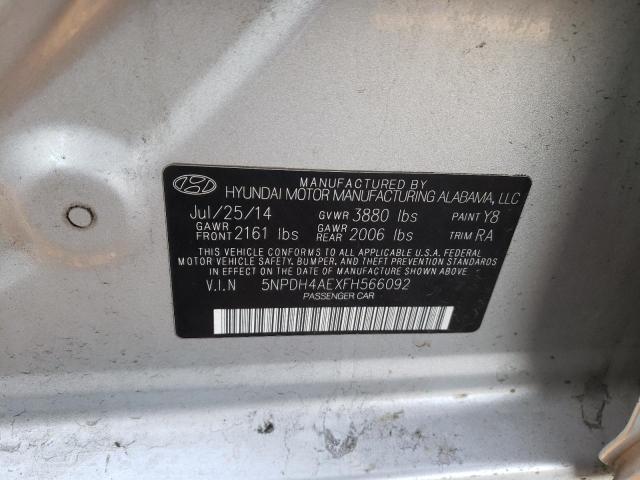 MANUFACTURED BY
HYUNDAI MOTOR MANUFACTURING ALABAMA, LLC
Jul/25/14 GVWR 3880 lbs PAINT Y8
GAWR FRONT 2161 lbs GAWR REAR 2006 lbs TRIM RA
THIS VEHICLE CONFORMS TO ALL APPLICABLE U.S.A. FEDERAL
MOTOR VEHICLE SAFETY, BUMPER, AND THEFT PREVENTION STANDARDS
IN EFFECT ON THE DATE OF MANUFACTURE SHOWN ABOVE.
V.I.N 5NPDH4AEXFH566092
PASSENGER CAR